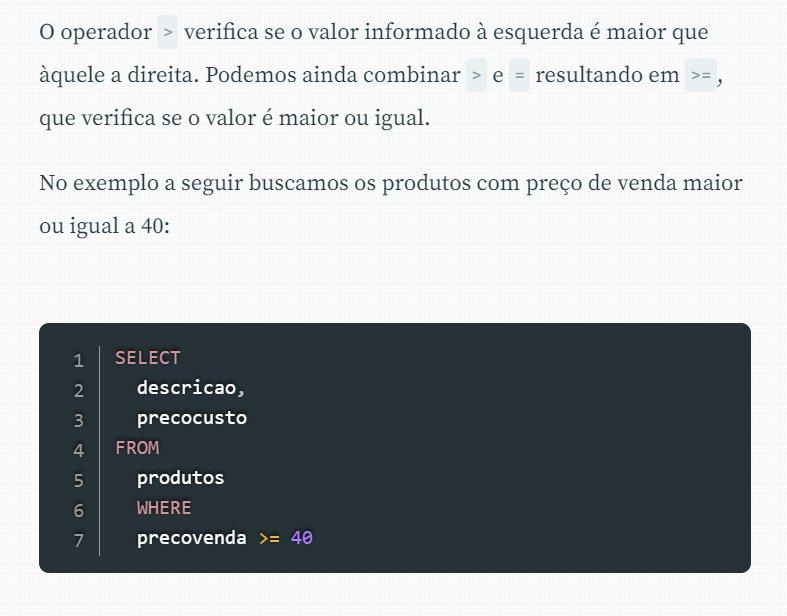 O operador > verifica se o valor informado à esquerda é maior que
àquele a direita. Podemos ainda combinar > e = resultando em >=,
que verifica se o valor é maior ou igual.
No exemplo a seguir buscamos os produtos com preço de venda maior
ou igual a 40:
1 SELECT
2 descricao,
3 precocusto
4 FROM
5 produtos
6 WHERE
7 precovenda >= 40